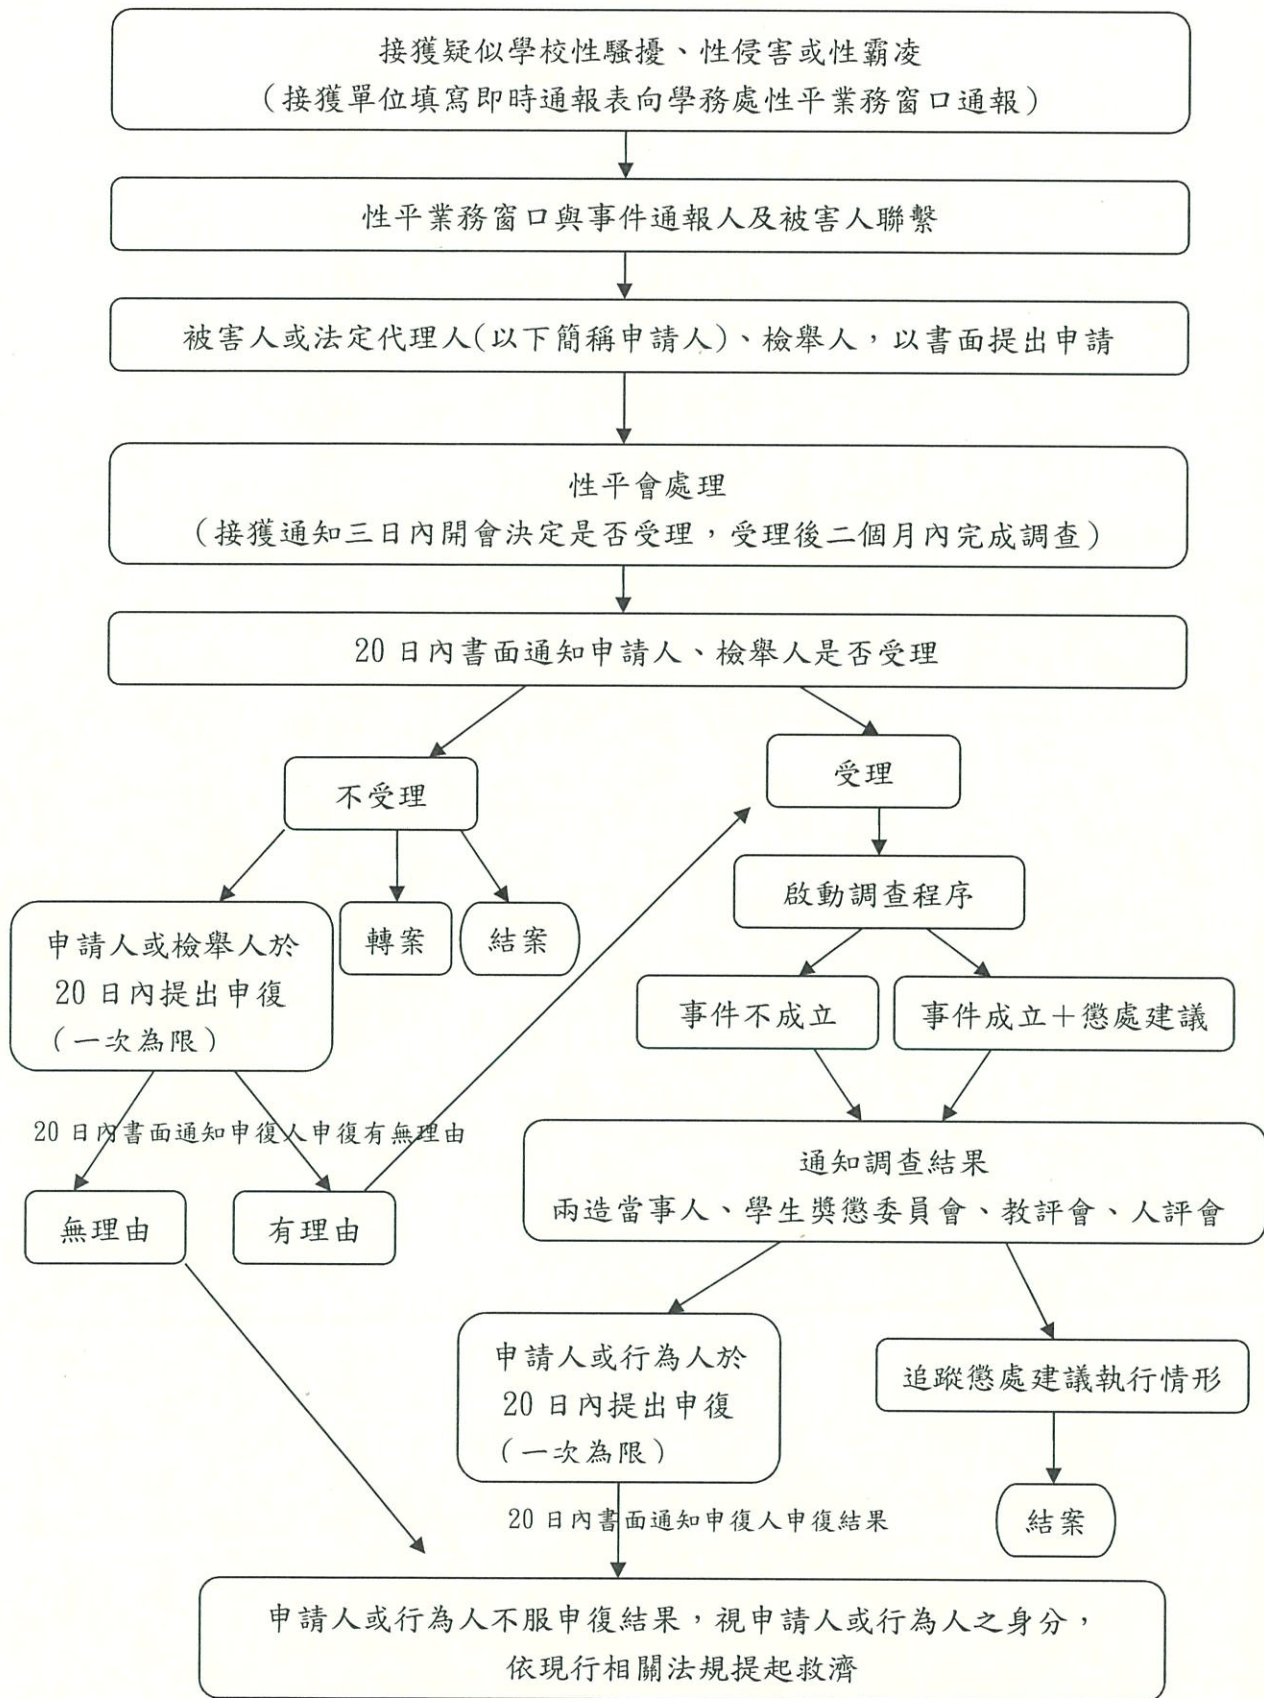 接獲疑似學校性騷擾、性侵害或性霸凌
(接獲單位填寫即時通報表向學務處性平業務窗口通報)
性平業務窗口與事件通報人及被害人聯繫
被害人或法定代理人(以下簡稱申請人)、檢舉人,以書面提出申請
性平會處理
(接獲通知三日內開會決定是否受理,受理後二個月內完成調查)
20 日內書面通知申請人、檢舉人是否受理
不受理
受理
啟動調查程序
申請人或檢舉人於
20 日內提出申復
(一次為限)
轉案
結案
事件不成立
事件成立+懲處建議
20 日內書面通知申復人申復有無理由
無理由
有理由
通知調查結果
兩造當事人、學生獎懲委員會、教評會、人評會
申請人或行為人於
20 日內提出申復
(一次為限)
追蹤懲處建議執行情形
20 日內書面通知申復人申復結果
結案
申請人或行為人不服申復結果,視申請人或行為人之身分,
依現行相關法規提起救濟